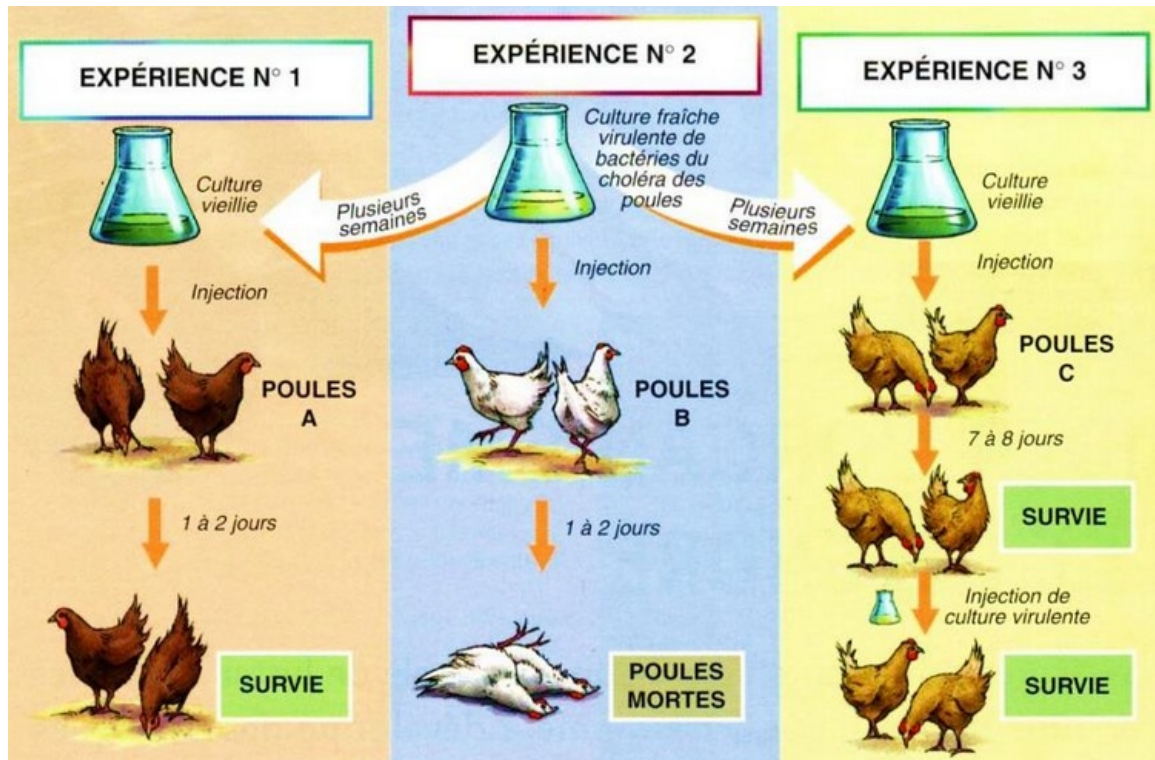 EXPÉRIENCE N° 1
Culture
vieillie
Plusieurs
semaines
Injection
POULES
A
1 à 2 jours
SURVIE
EXPÉRIENCE N° 2
Culture fraîche
virulente de
bactéries du
choléra des
poules
Injection
POULES
B
1 à 2 jours
POULES
MORTES
EXPÉRIENCE N° 3
Plusieurs
semaines
Culture
vieillie
Injection
POULES
C
7 à 8 jours
SURVIE
Injection de
culture virulente
SURVIE